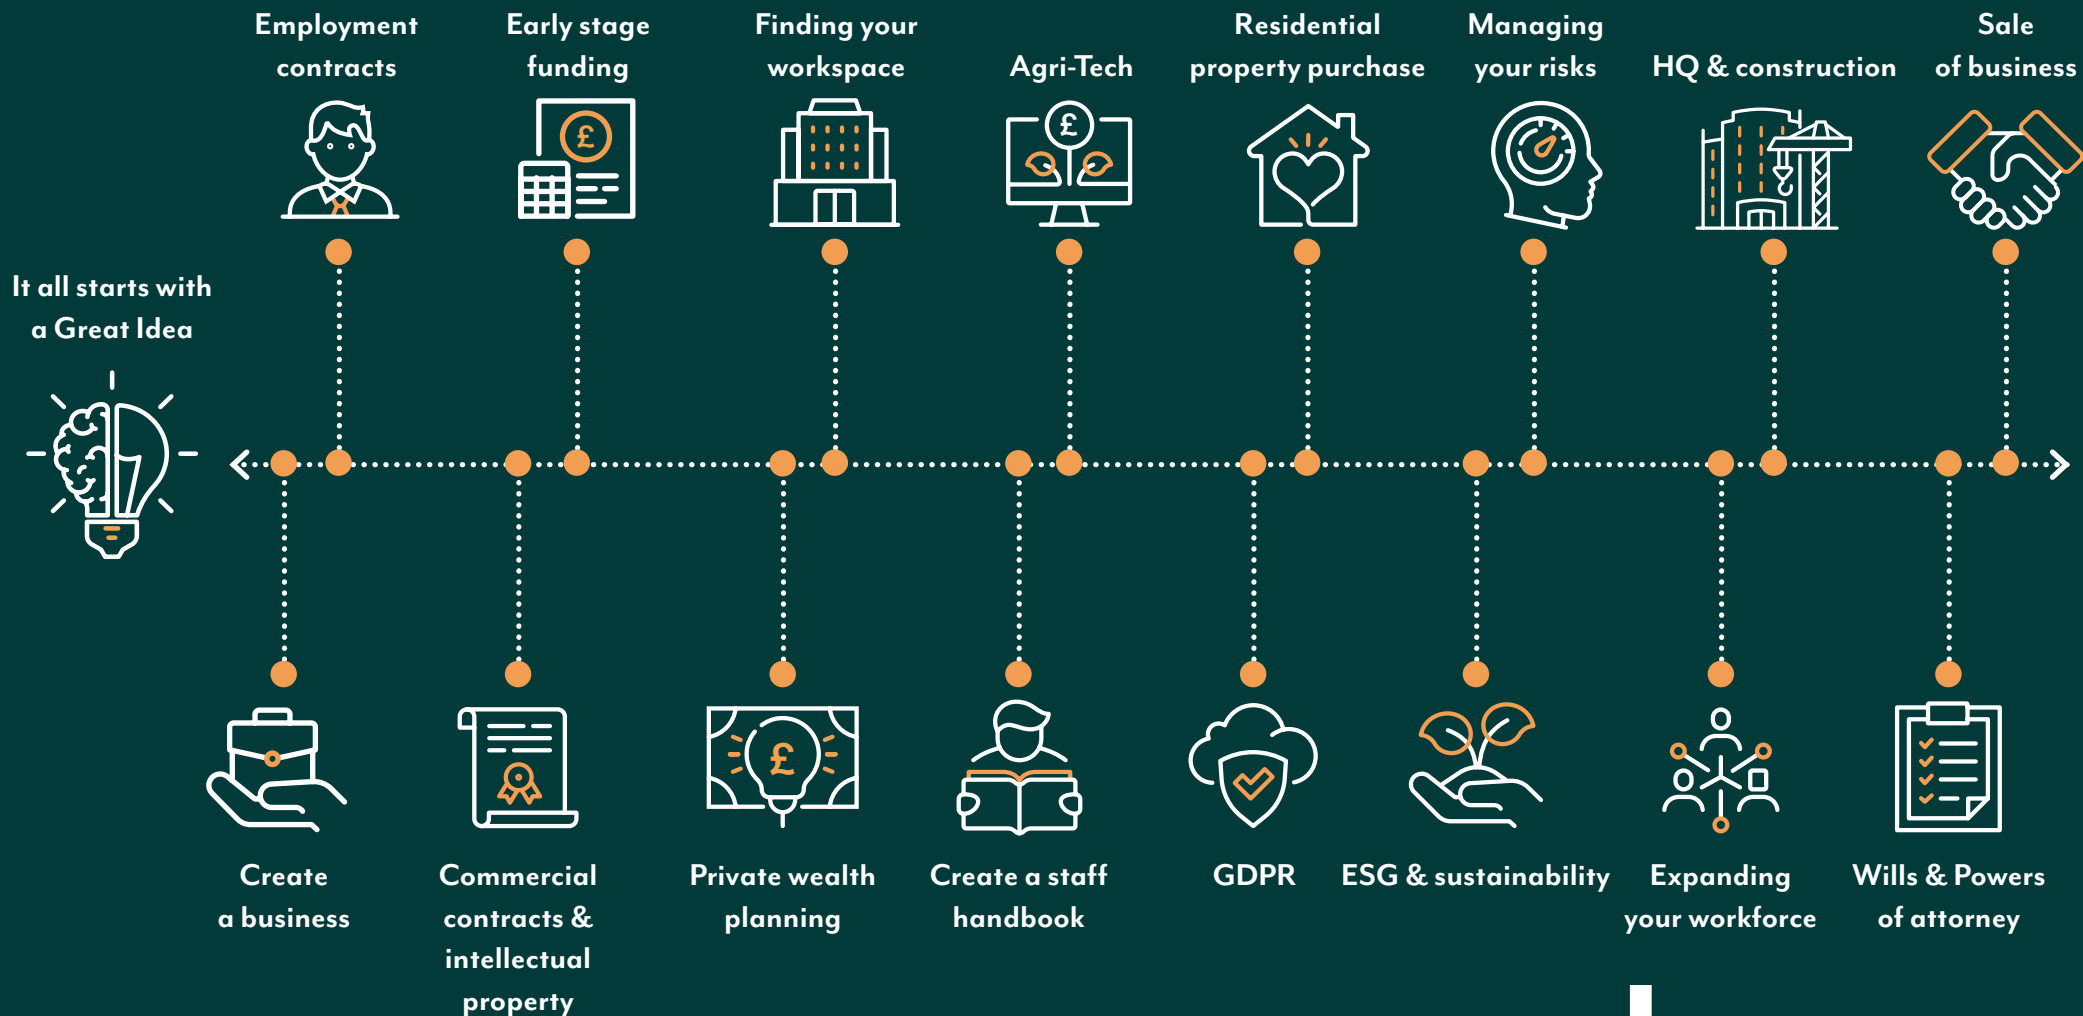 Employment
contracts
Early stage
funding
Finding your
workspace
Agri-Tech
Residential
property purchase
Managing
your risks
HQ & construction
Sale
of business
£
£
It all starts with
a Great Idea
£
Create
a business
Commercial
contracts &
intellectual
property
Private wealth
planning
Create a staff
handbook
GDPR
ESG & sustainability
Expanding
your workforce
Wills & Powers
of attorney